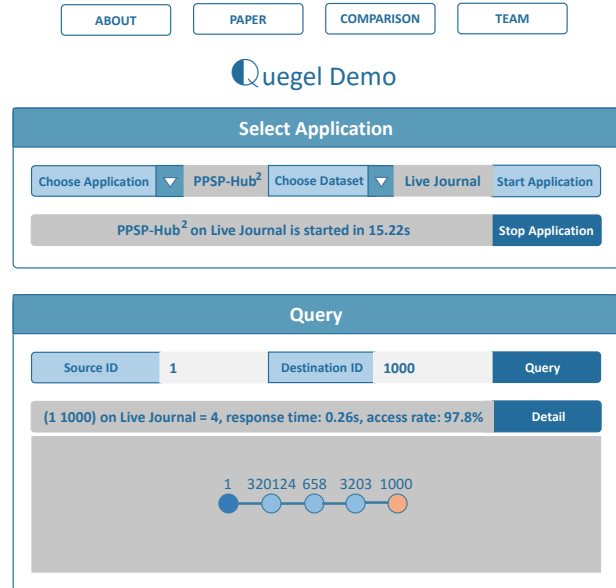 ABOUT PAPER COMPARISON TEAM
Quegel Demo
Select Application
Choose Application PPSP-Hub² Choose Dataset Live Journal Start Application
PPSP-Hub² on Live Journal is started in 15.22s Stop Application
Query
Source ID 1 Destination ID 1000 Query
(1 1000) on Live Journal = 4, response time: 0.26s, access rate: 97.8% Detail
1 320124 658 3203 1000